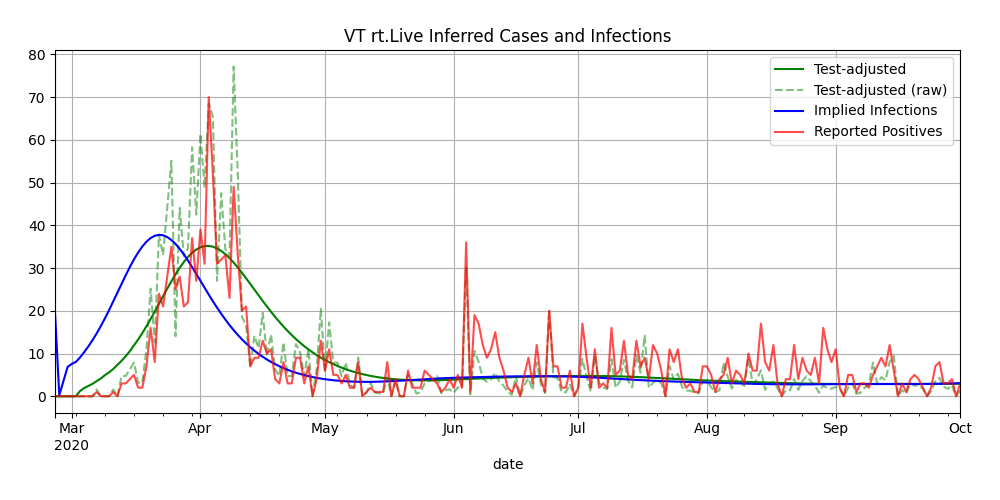 VT rt.Live Inferred Cases and Infections
80
70
60
50
40
30
20
10
0
Test-adjusted
Test-adjusted (raw)
Implied Infections
Reported Positives
Mar Apr May Jun Jul Aug Sep Oct
2020
date